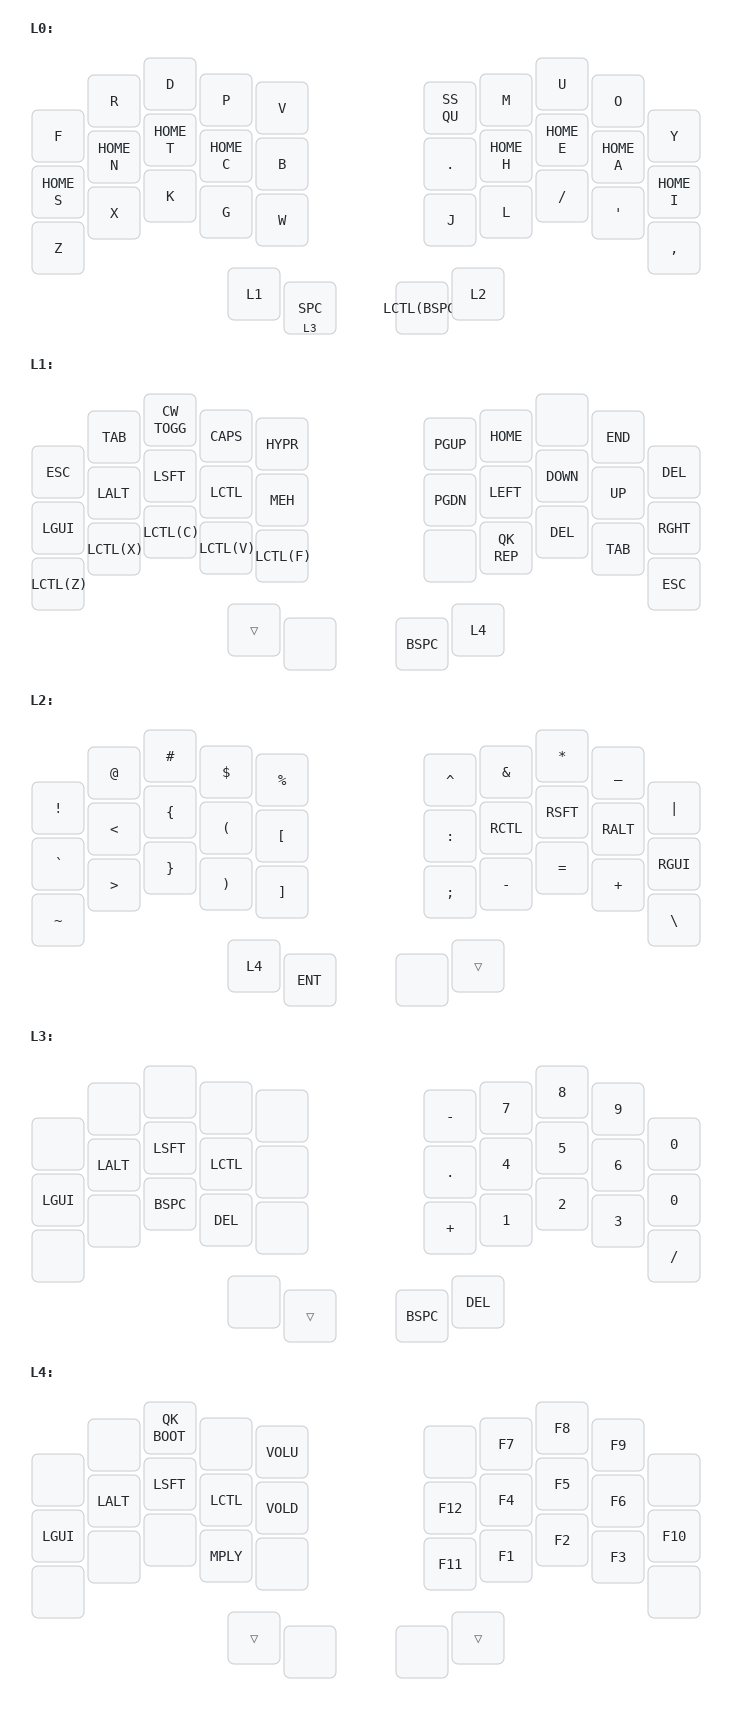 L0:
F R D P V SS QU M U O Y
HOME S HOME N HOME T HOME C B . HOME H HOME E HOME A HOME I
Z X K G W J L / ' ,
L1 SPC L3 LCTL(BSPC L2
L1:
ESC TAB CW TOGG CAPS HYPR PGUP HOME END DEL
LGUI LALT LSFT LCTL MEH PGDN LEFT DOWN UP RGHT
LCTL(Z) LCTL(X) LCTL(C) LCTL(V) LCTL(F) QK REP DEL TAB ESC
▽ BSPC L4
L2:
! @ # $ % ^ & * _ |
` < { ( [ : RCTL RSFT RALT RGUI
~ > } ) ] ; - = + \
L4 ENT ▽
L3:
- 7 8 9 0
LGUI LALT LSFT LCTL . 4 5 6 0
BSPC DEL + 1 2 3 /
▽ BSPC DEL
L4:
QK BOOT VOLU F7 F8 F9
LGUI LALT LSFT LCTL VOLD F12 F4 F5 F6 F10
MPLY F11 F1 F2 F3
▽ ▽